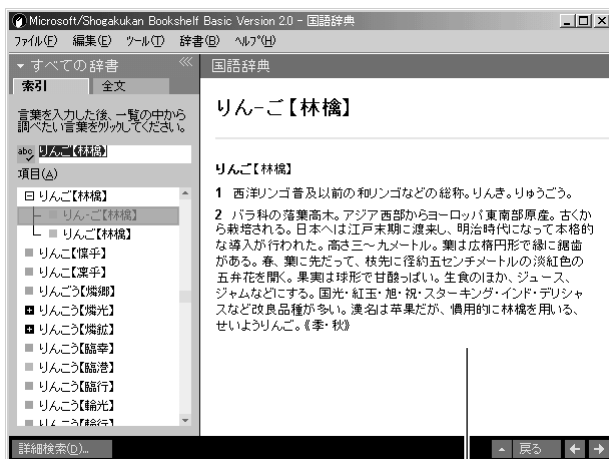 Microsoft/Shogakukan Bookshelf Basic Version 2.0 - 国語辞典
ファイル(F) 編集(E) ツール(T) 辞書(B) ヘルプ(H)
すべての辞書
国語辞典
索引 全文
言葉を入力した後、一覧の中から
調べたい言葉をクリックしてください。
abc りんご【林檎】
項目(A)
りんご【林檎】
りん-ご【林檎】
りんご【林檎】
りんこ【凜乎】
りんごう【燐光】
りんこう【燐鉱】
りんこう【臨幸】
りんこう【臨港】
りんこう【臨行】
りんこう【輪光】
詳細検索(D)...
りん-ご【林檎】
りんご【林檎】
1 西洋リンゴ普及以前の和リンゴなどの総称。りんき。りゅうごう。
2 バラ科の落葉高木。アジア西部からヨーロッパ東南部原産。古くか
ら栽培される。日本へは江戸末期に渡来し、明治時代になって本格的
な導入が行われた。高さ三~九メートル。葉は広楕円形で縁に鋸歯
がある。春、葉に先だって、枝先に径約五センチメートルの淡紅色の
五弁花を開く。果実は球形で甘酸っぱい。生食のほか、ジュース、
ジャムなどにする。国光・紅玉・旭・祝・スターキング・インド・デリシャ
スなど改良品種が多い。漢名は苹果だが、慣用的に林檎を用いる、
せいようりんご。《季・秋》
戻る